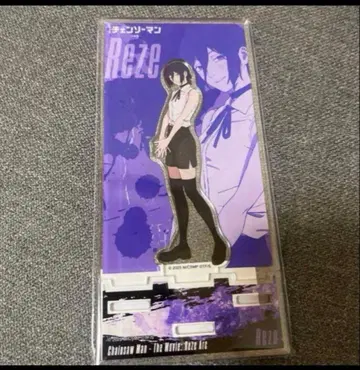 チェンソーマン
Reze
Chainsaw Man - The Movie: Reze Arc
Reze